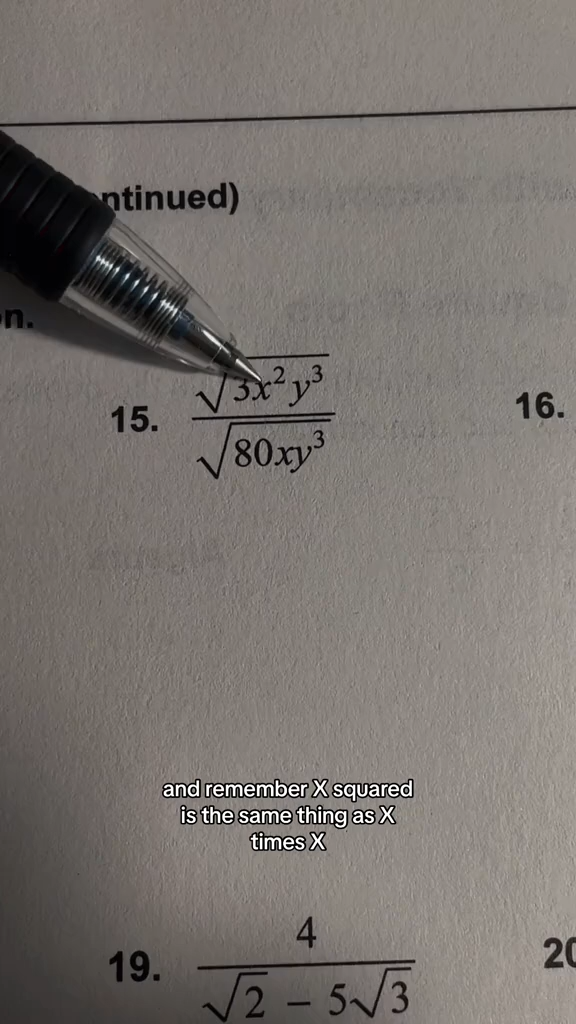 ntinued)
n.
15. √3x²y³ / √80xy³
16.
and remember X squared
is the same thing as X
times X
19. 4 / √2 − 5√3
20